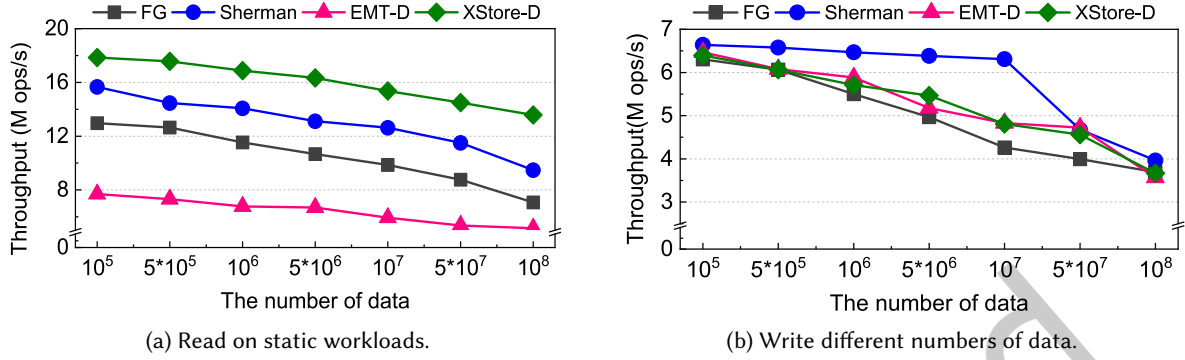 FG Sherman EMT-D XStore-D
Throughput (M ops/s)
20
16
12
8
0
10^5 5*10^5 10^6 5*10^6 10^7 5*10^7 10^8
The number of data
(a) Read on static workloads.
FG Sherman EMT-D XStore-D
Throughput(M ops/s)
7
6
5
4
3
0
10^5 5*10^5 10^6 5*10^6 10^7 5*10^7 10^8
The number of data
(b) Write different numbers of data.